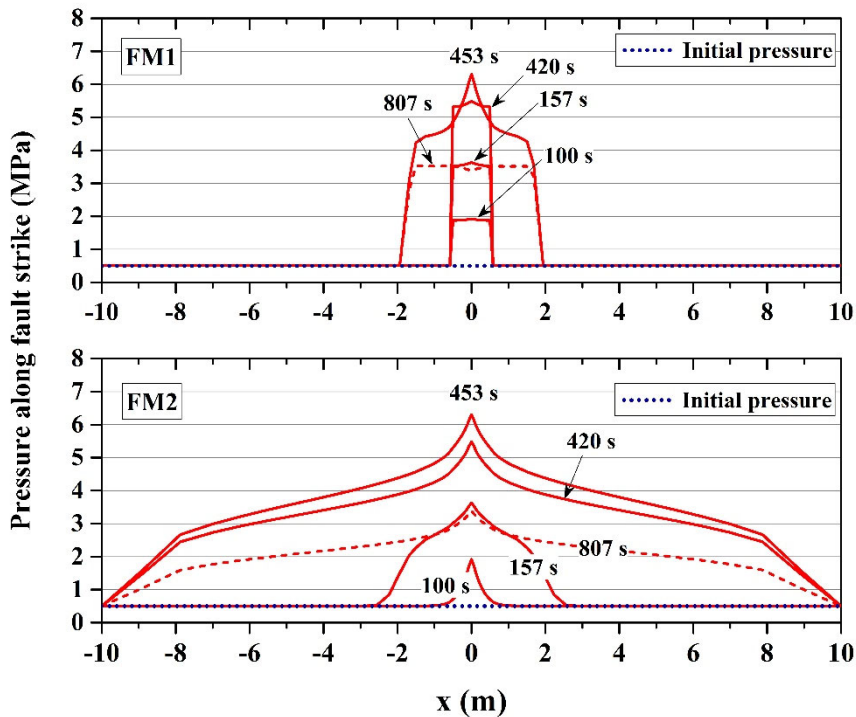 Pressure along fault strike (MPa)
8
7
6
5
4
3
2
1
0
FM1
453 s
Initial pressure
420 s
807 s
157 s
100 s
-10 -8 -6 -4 -2 0 2 4 6 8 10
8
7
6
5
4
3
2
1
0
FM2
453 s
Initial pressure
420 s
807 s
157 s
100 s
-10 -8 -6 -4 -2 0 2 4 6 8 10
x (m)